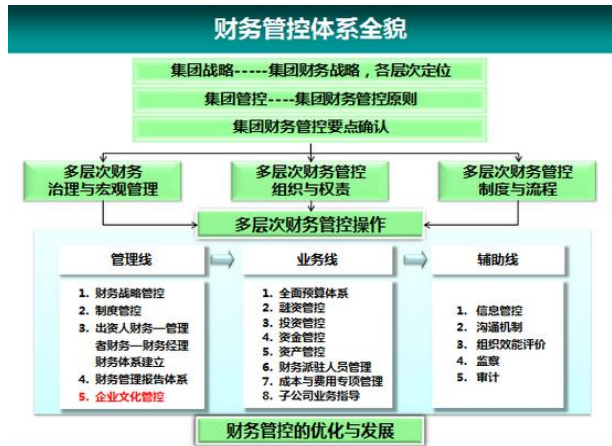 财务管控体系全貌
集团战略-----集团财务战略，各层次定位
集团管控----集团财务管控原则
集团财务管控要点确认
多层次财务
治理与宏观管理
多层次财务管控
组织与权责
多层次财务管控
制度与流程
多层次财务管控操作
管理线
1. 财务战略管控
2. 制度管控
3. 出资人财务—管理
者财务—财务经理
财务体系建立
4. 财务管理报告体系
5. 企业文化管控
业务线
1. 全面预算体系
2. 融资管控
3. 投资管控
4. 资金管控
5. 资产管控
6. 财务派驻人员管理
7. 成本与费用专项管理
8. 子公司业务指导
辅助线
1. 信息管控
2. 沟通机制
3. 组织效能评价
4. 监察
5. 审计
财务管控的优化与发展